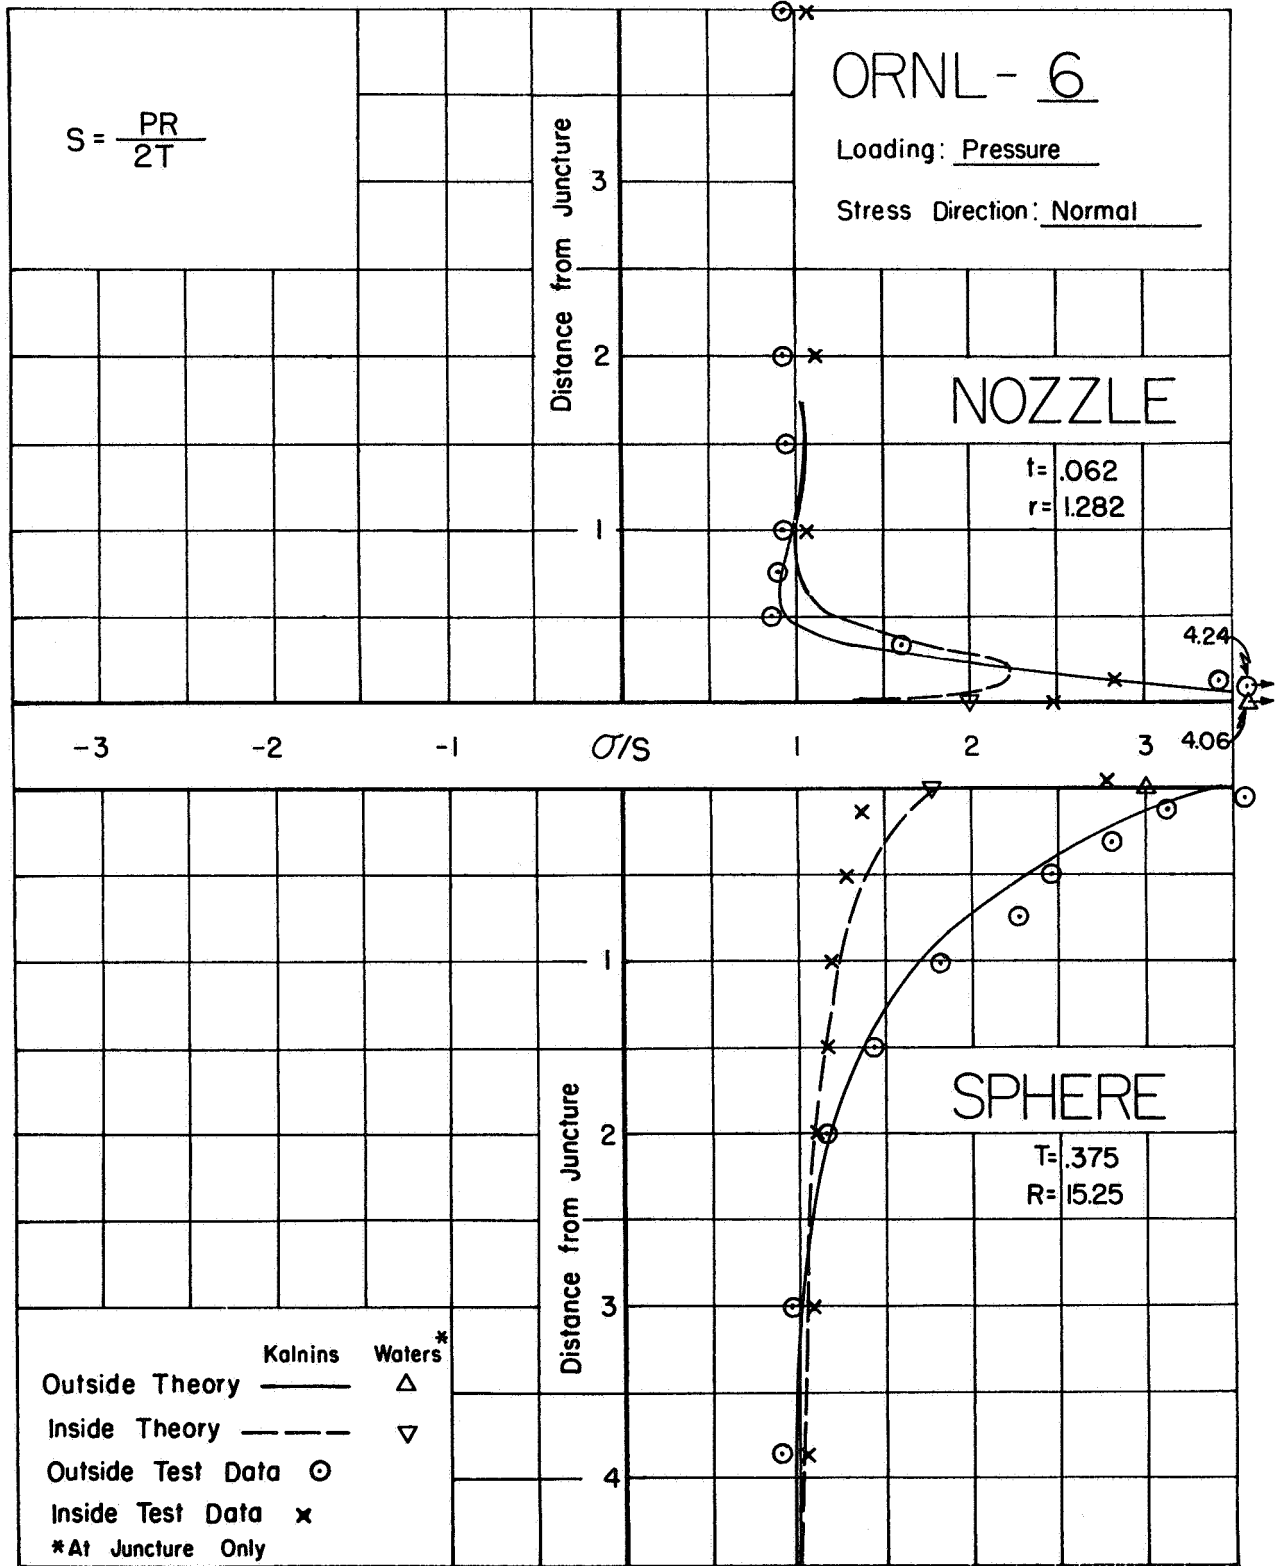 ORNL- 6
S = PR
2T
Loading: Pressure
Stress Direction: Normal
Distance from Juncture
3
2
1
NOZZLE
t= .062
r= 1.282
4.24
-3 -2 -1 σ/S 1 2 3 4.06
1
2
3
4
Distance from Juncture
SPHERE
T= .375
R= 15.25
Kalnins Waters*
Outside Theory
Inside Theory
Outside Test Data
Inside Test Data
*At Juncture Only